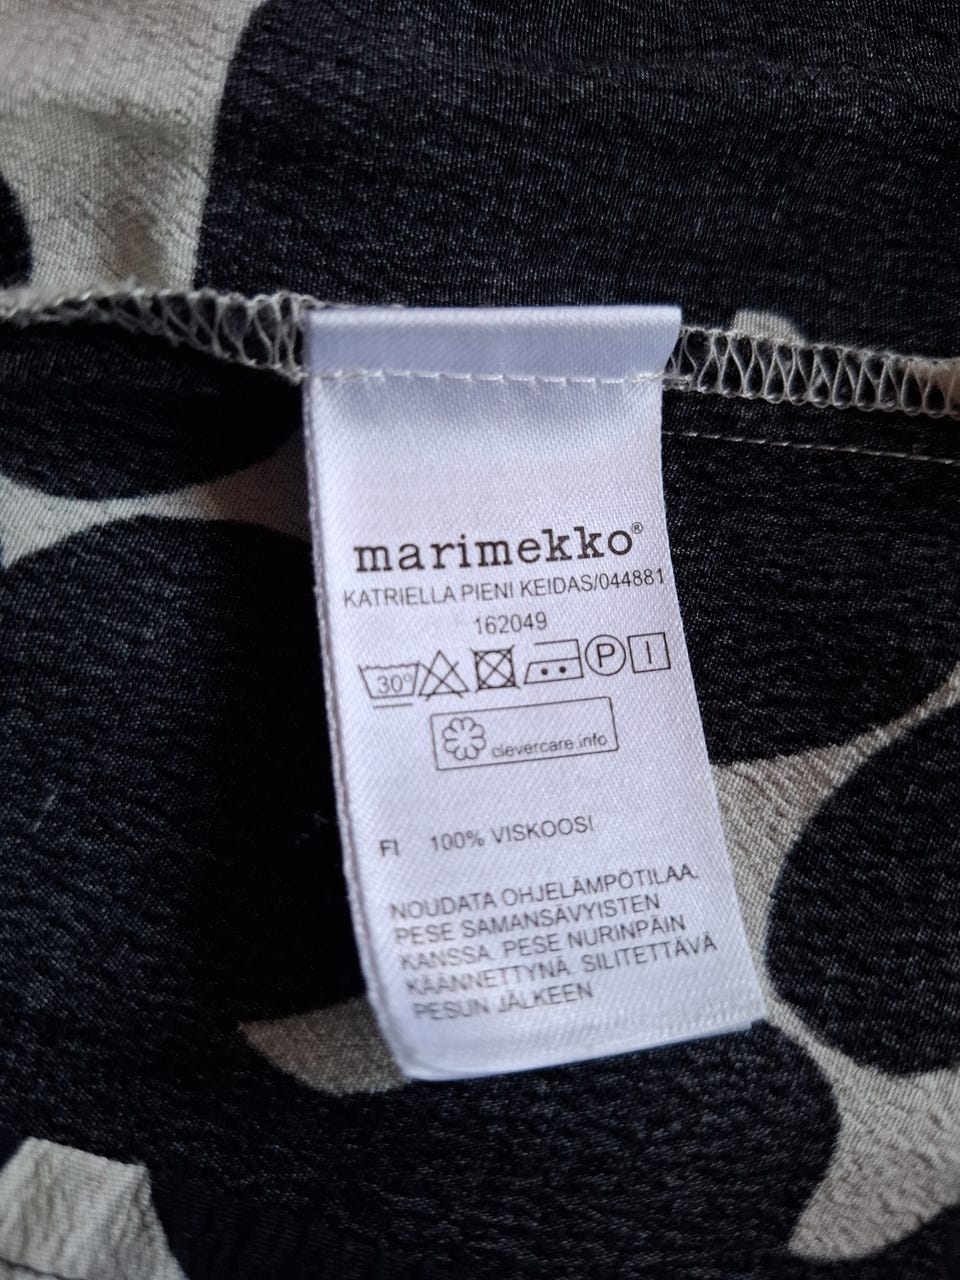 marimekko®
KATRIELLA PIENI KEIDAS/044881
162049
30° P I
clevercare.info
FI 100% VISKOOSI
NOUDATA OHJELÄMPÖTILAA.
PESE SAMANSÄVYISTEN
KANSSA. PESE NURINPÄIN
KÄÄNNETTYNÄ. SILITETTÄVÄ
PESUN JÄLKEEN